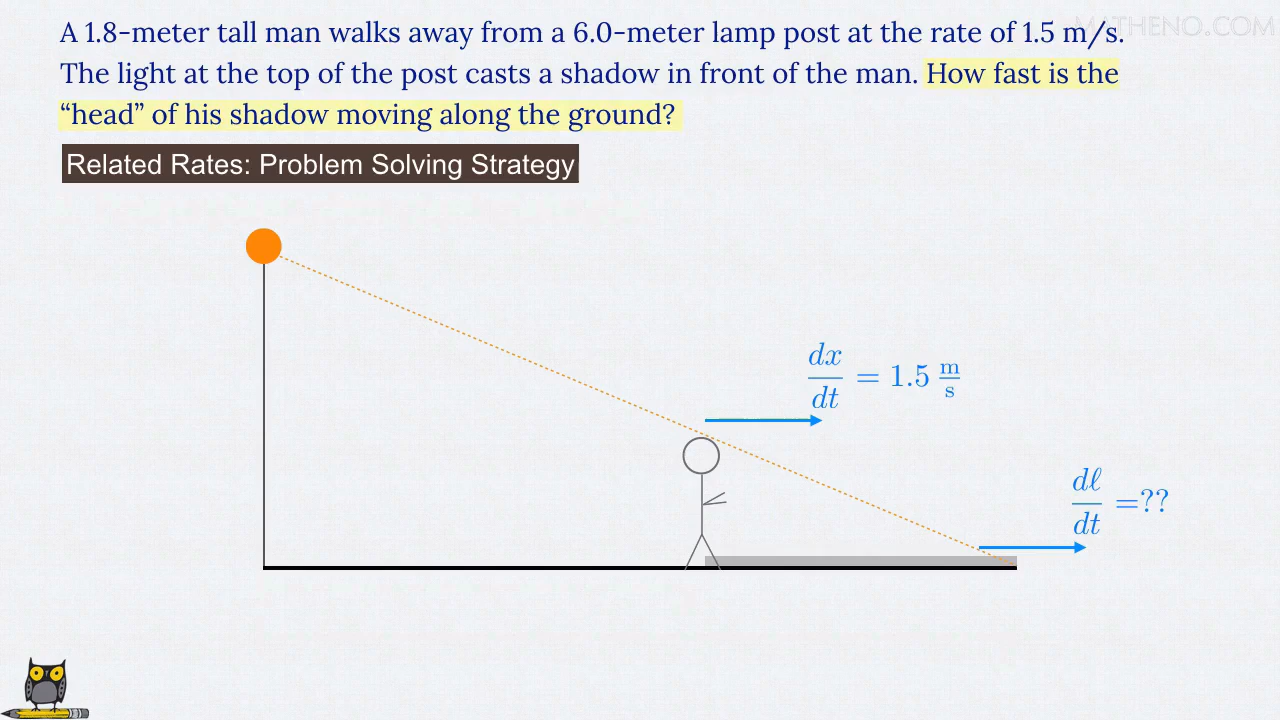 MATHENO.COM
A 1.8-meter tall man walks away from a 6.0-meter lamp post at the rate of 1.5 m/s.
The light at the top of the post casts a shadow in front of the man. How fast is the
“head” of his shadow moving along the ground?
Related Rates: Problem Solving Strategy
dx/dt = 1.5 m/s
dℓ/dt =??